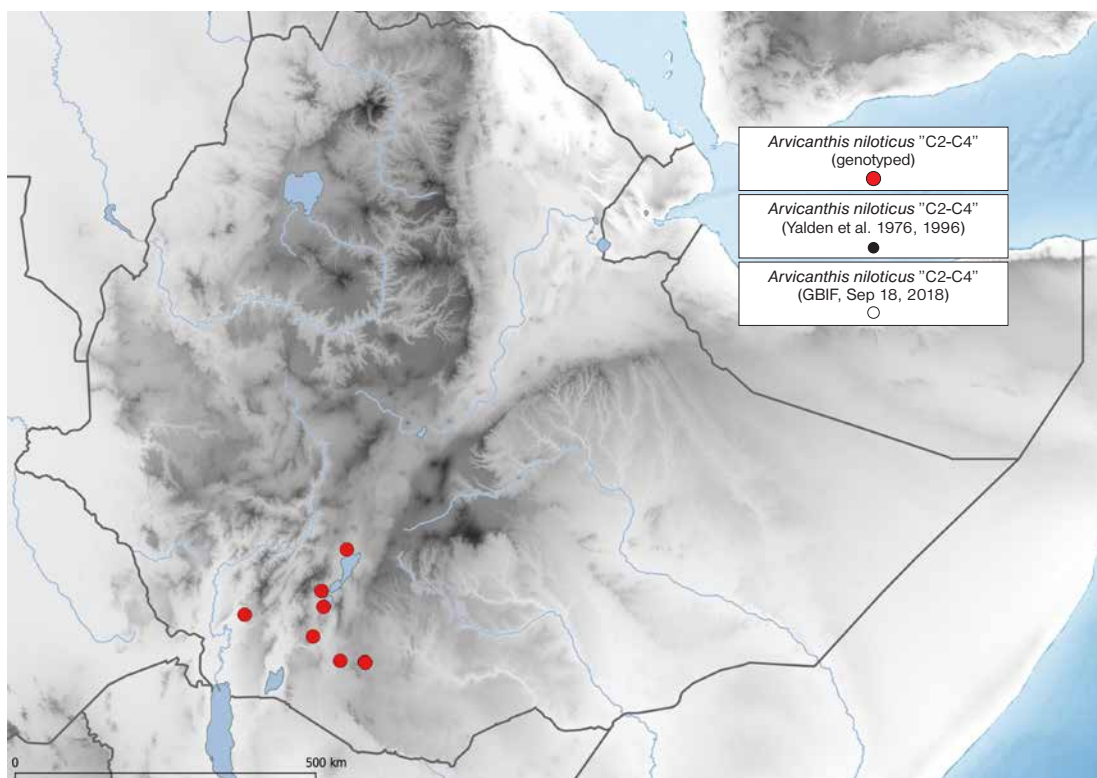 Arvicanthis niloticus "C2-C4"
(genotyped)
Arvicanthis niloticus "C2-C4"
(Yalden et al. 1976, 1996)
Arvicanthis niloticus "C2-C4"
(GBIF, Sep 18, 2018)
0
500 km